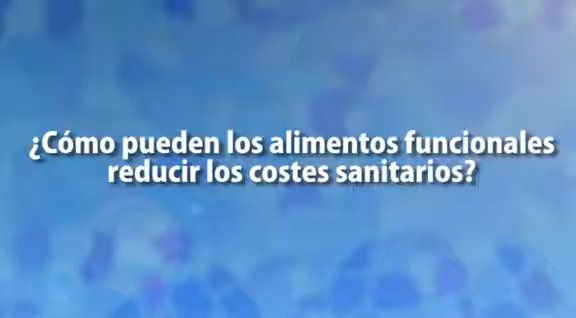 ¿Cómo pueden los alimentos funcionales
reducir los costes sanitarios?